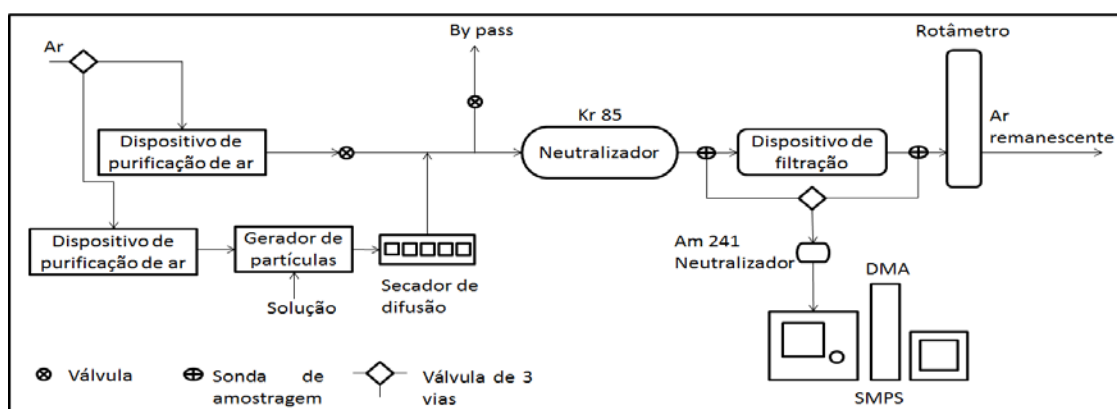 Ar
By pass
Rotâmetro
Kr 85
Dispositivo de
purificação de ar
Neutralizador
Dispositivo de
filtração
Ar
remanescente
Dispositivo de
purificação de ar
Gerador de
partículas
Solução
Secador de
difusão
Am 241
Neutralizador
DMA
SMPS
Válvula
Sonda de
amostragem
Válvula de 3
vias